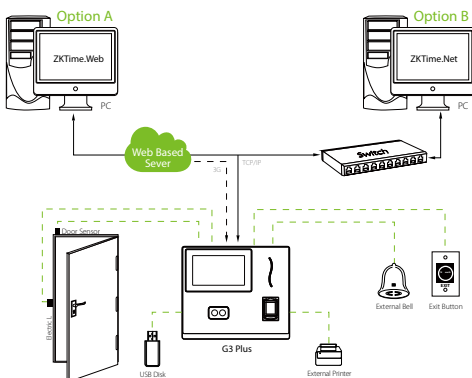 Option A
Option B
ZKTime.Web
ZKTime.Net
PC
PC
Web Based
Sever
3G
TCP/IP
Switch
Door Sensor
Electric L
EXIT
External Bell
Exit Button
G3 Plus
USB Disk
External Printer